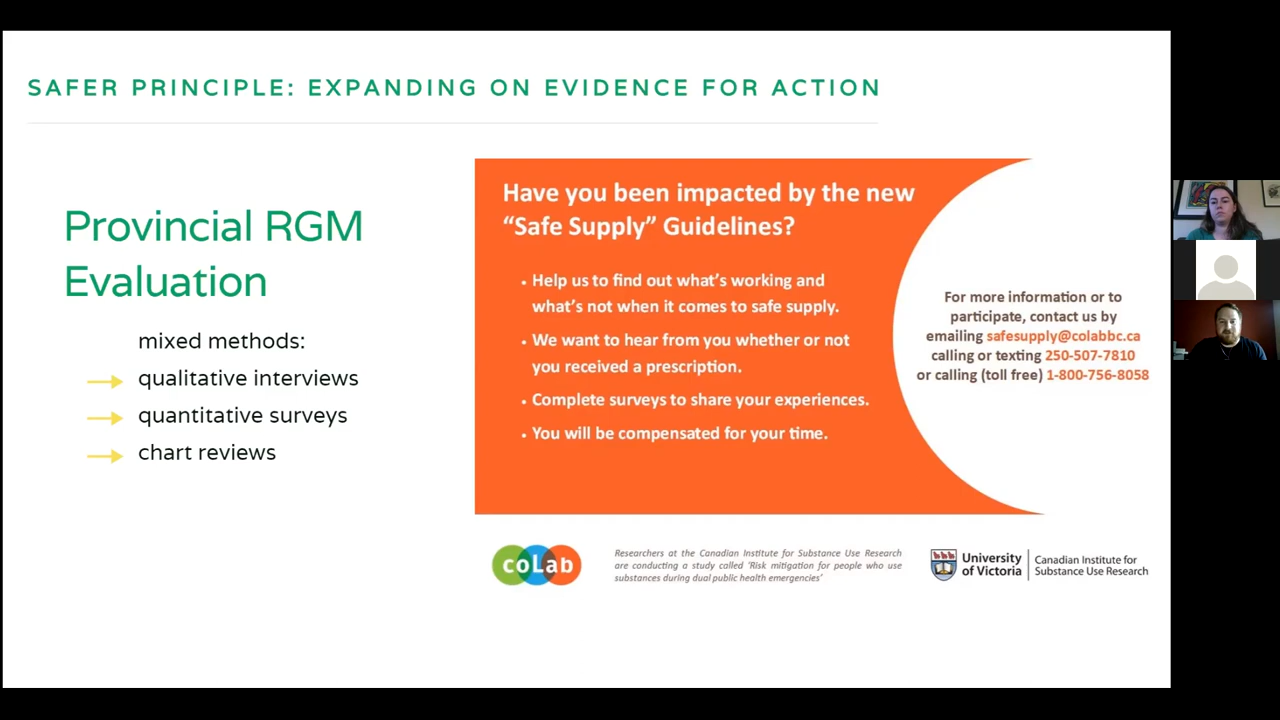 SAFER PRINCIPLE: EXPANDING ON EVIDENCE FOR ACTION
Provincial RGM
Evaluation
mixed methods:
qualitative interviews
quantitative surveys
chart reviews
Have you been impacted by the new
“Safe Supply” Guidelines?
• Help us to find out what’s working and
what’s not when it comes to safe supply.
• We want to hear from you whether or not
you received a prescription.
• Complete surveys to share your experiences.
• You will be compensated for your time.
For more information or to
participate, contact us by
emailing safesupply@colabbc.ca
calling or texting 250-507-7810
or calling (toll free) 1-800-756-8058
coLab
Researchers at the Canadian Institute for Substance Use Research
are conducting a study called ‘Risk mitigation for people who use
substances during dual public health emergencies’
University
of Victoria
Canadian Institute for
Substance Use Research